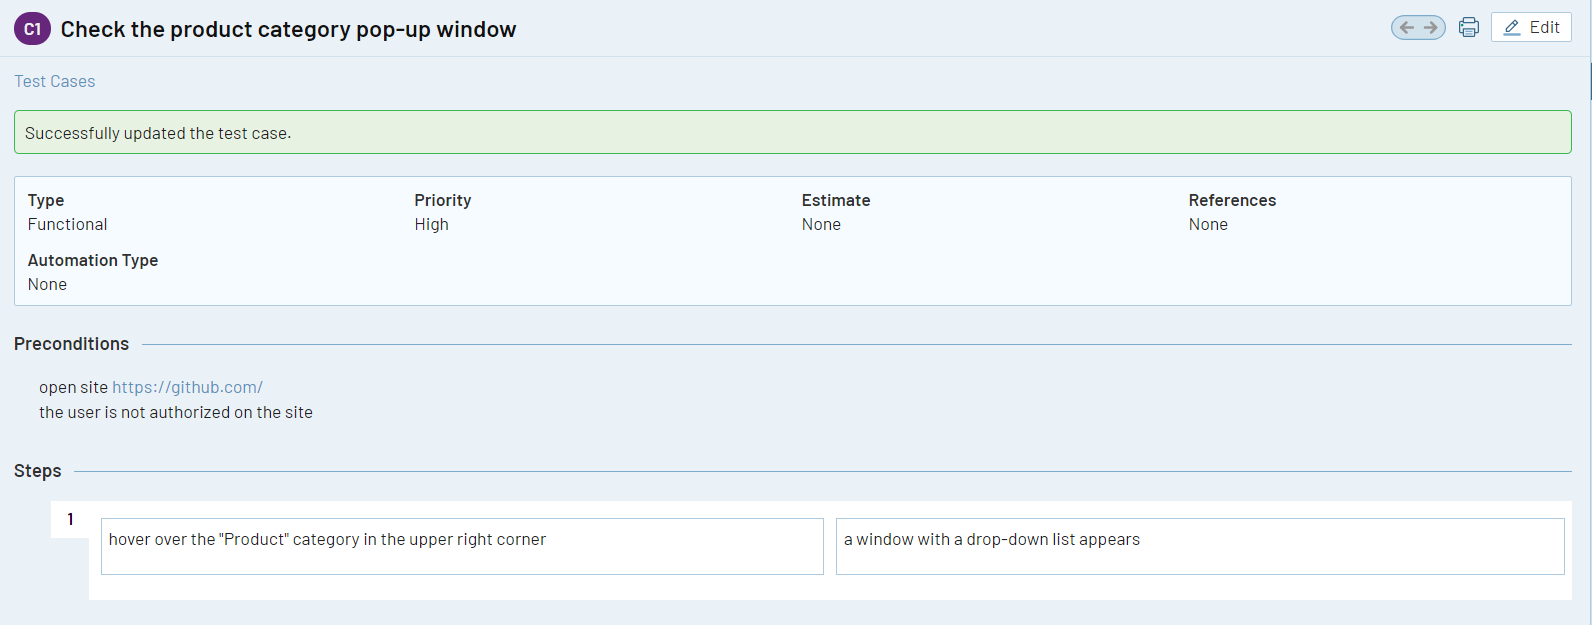 C1 Check the product category pop-up window Edit
Test Cases
Successfully updated the test case.
Type Priority Estimate References
Functional High None None
Automation Type
None
Preconditions
open site https://github.com/
the user is not authorized on the site
Steps
1
hover over the "Product" category in the upper right corner a window with a drop-down list appears